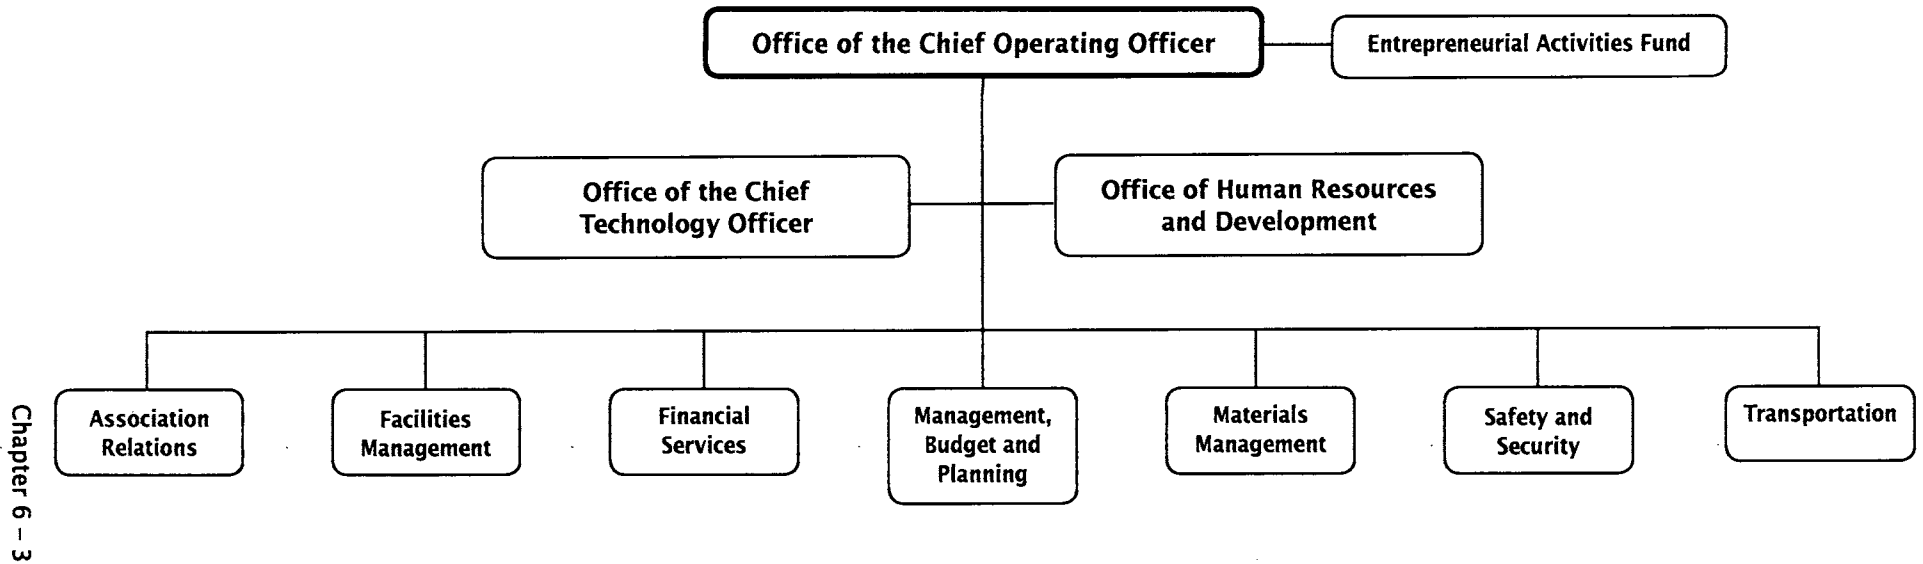 Office of the Chief Operating Officer
Entrepreneurial Activities Fund
Office of the Chief
Technology Officer
Office of Human Resources
and Development
Association
Relations
Facilities
Management
Financial
Services
Management,
Budget and
Planning
Materials
Management
Safety and
Security
Transportation
Chapter 6 – 3